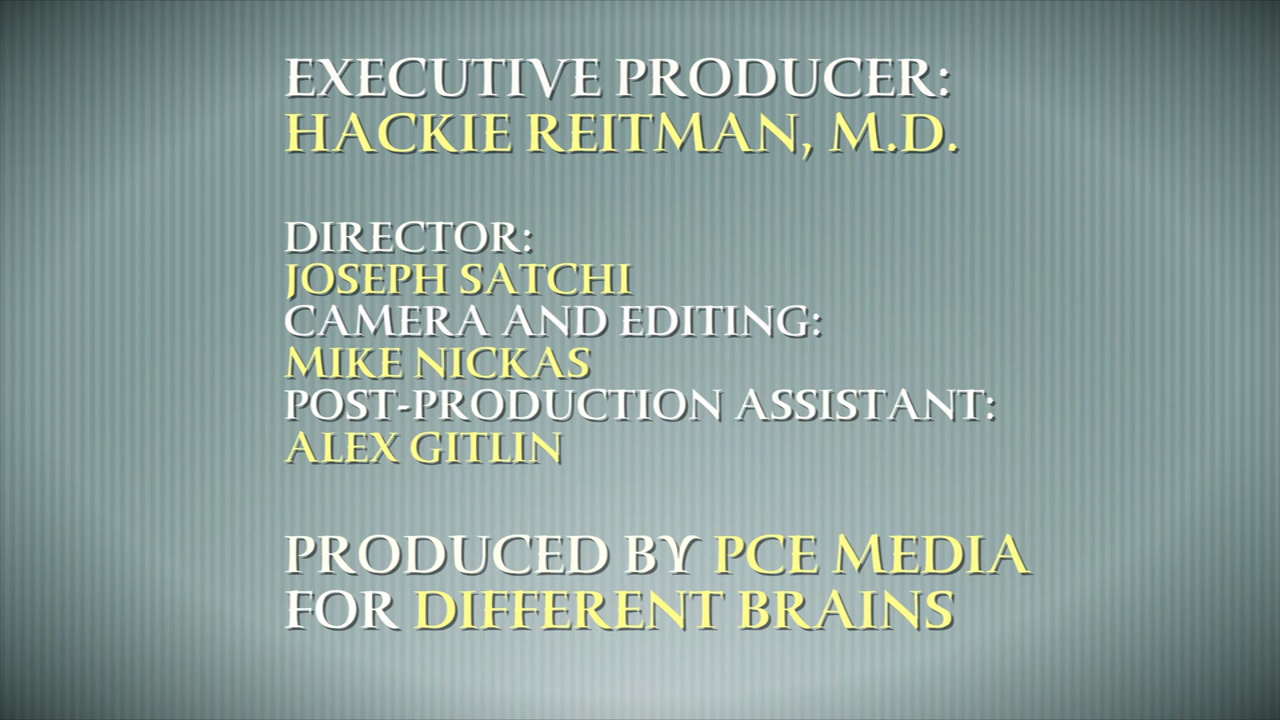 EXECUTIVE PRODUCER:
HACKIE REITMAN, M.D.
DIRECTOR:
JOSEPH SATCHI
CAMERA AND EDITING:
MIKE NICKAS
POST-PRODUCTION ASSISTANT:
ALEX GITLIN
PRODUCED BY PCE MEDIA
FOR DIFFERENT BRAINS